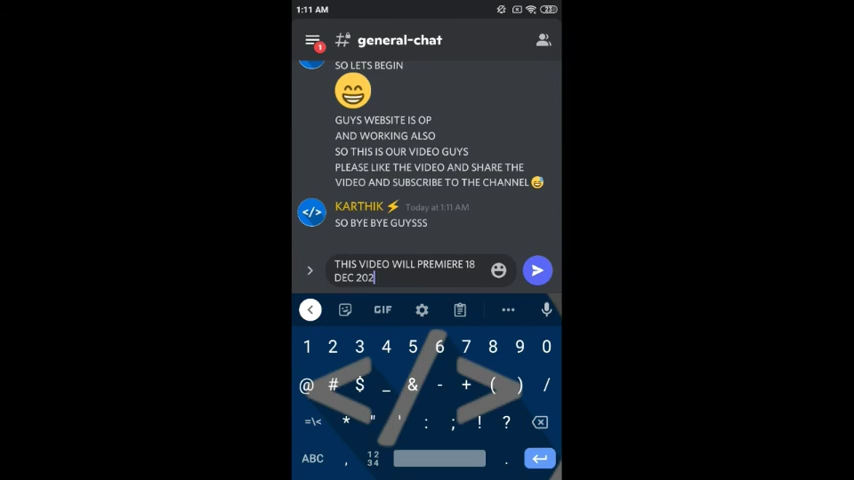 1:11 AM
23
1
general-chat
SO LETS BEGIN
GUYS WEBSITE IS OP
AND WORKING ALSO
SO THIS IS OUR VIDEO GUYS
PLEASE LIKE THE VIDEO AND SHARE THE
VIDEO AND SUBSCRIBE TO THE CHANNEL 😅
</> KARTHIK ⚡ Today at 1:11 AM
SO BYE BYE GUYSSS
THIS VIDEO WILL PREMIERE 18
DEC 202
GIF
1 2 3 4 5 6 7 8 9 0
@ # $ _ & - + ( ) /
=\< * " ' : ; ! ?
ABC , 12 34 .